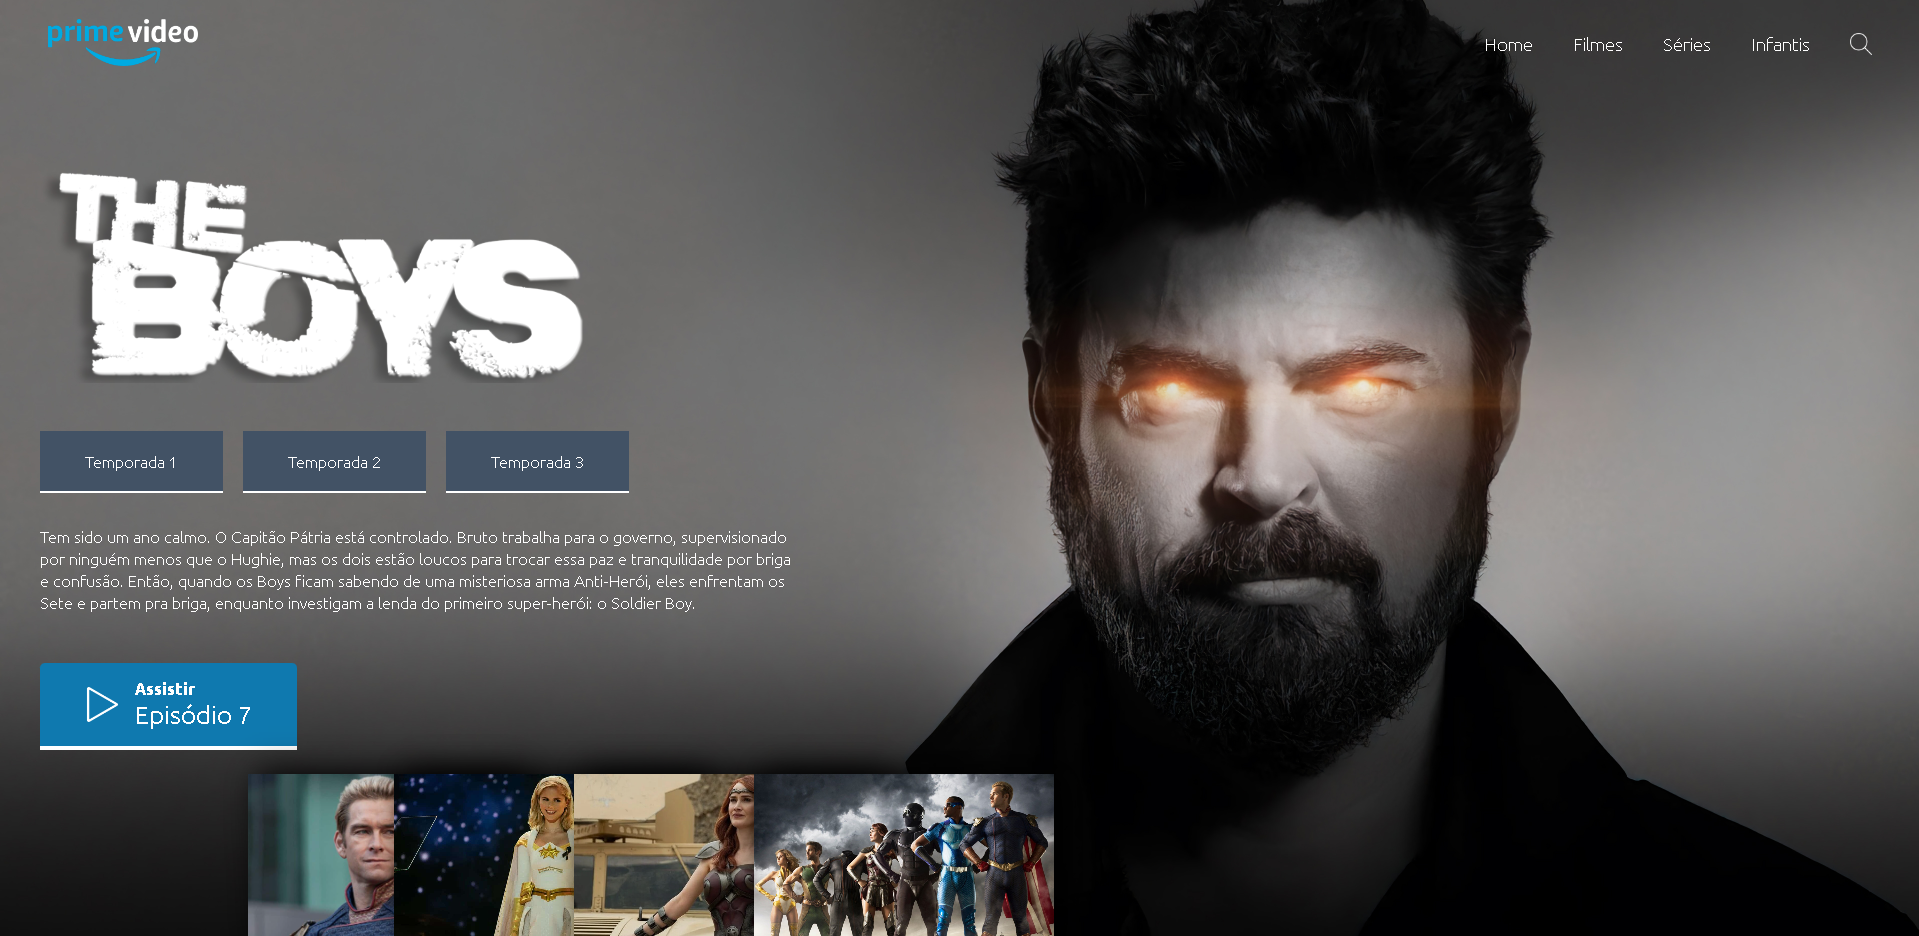 prime video
Home Filmes Séries Infantis
THE
BOYS
Temporada 1 Temporada 2 Temporada 3
Tem sido um ano calmo. O Capitão Pátria está controlado. Bruto trabalha para o governo, supervisionado
por ninguém menos que o Hughie, mas os dois estão loucos para trocar essa paz e tranquilidade por briga
e confusão. Então, quando os Boys ficam sabendo de uma misteriosa arma Anti-Herói, eles enfrentam os
Sete e partem pra briga, enquanto investigam a lenda do primeiro super-herói: o Soldier Boy.
Assistir
Episódio 7